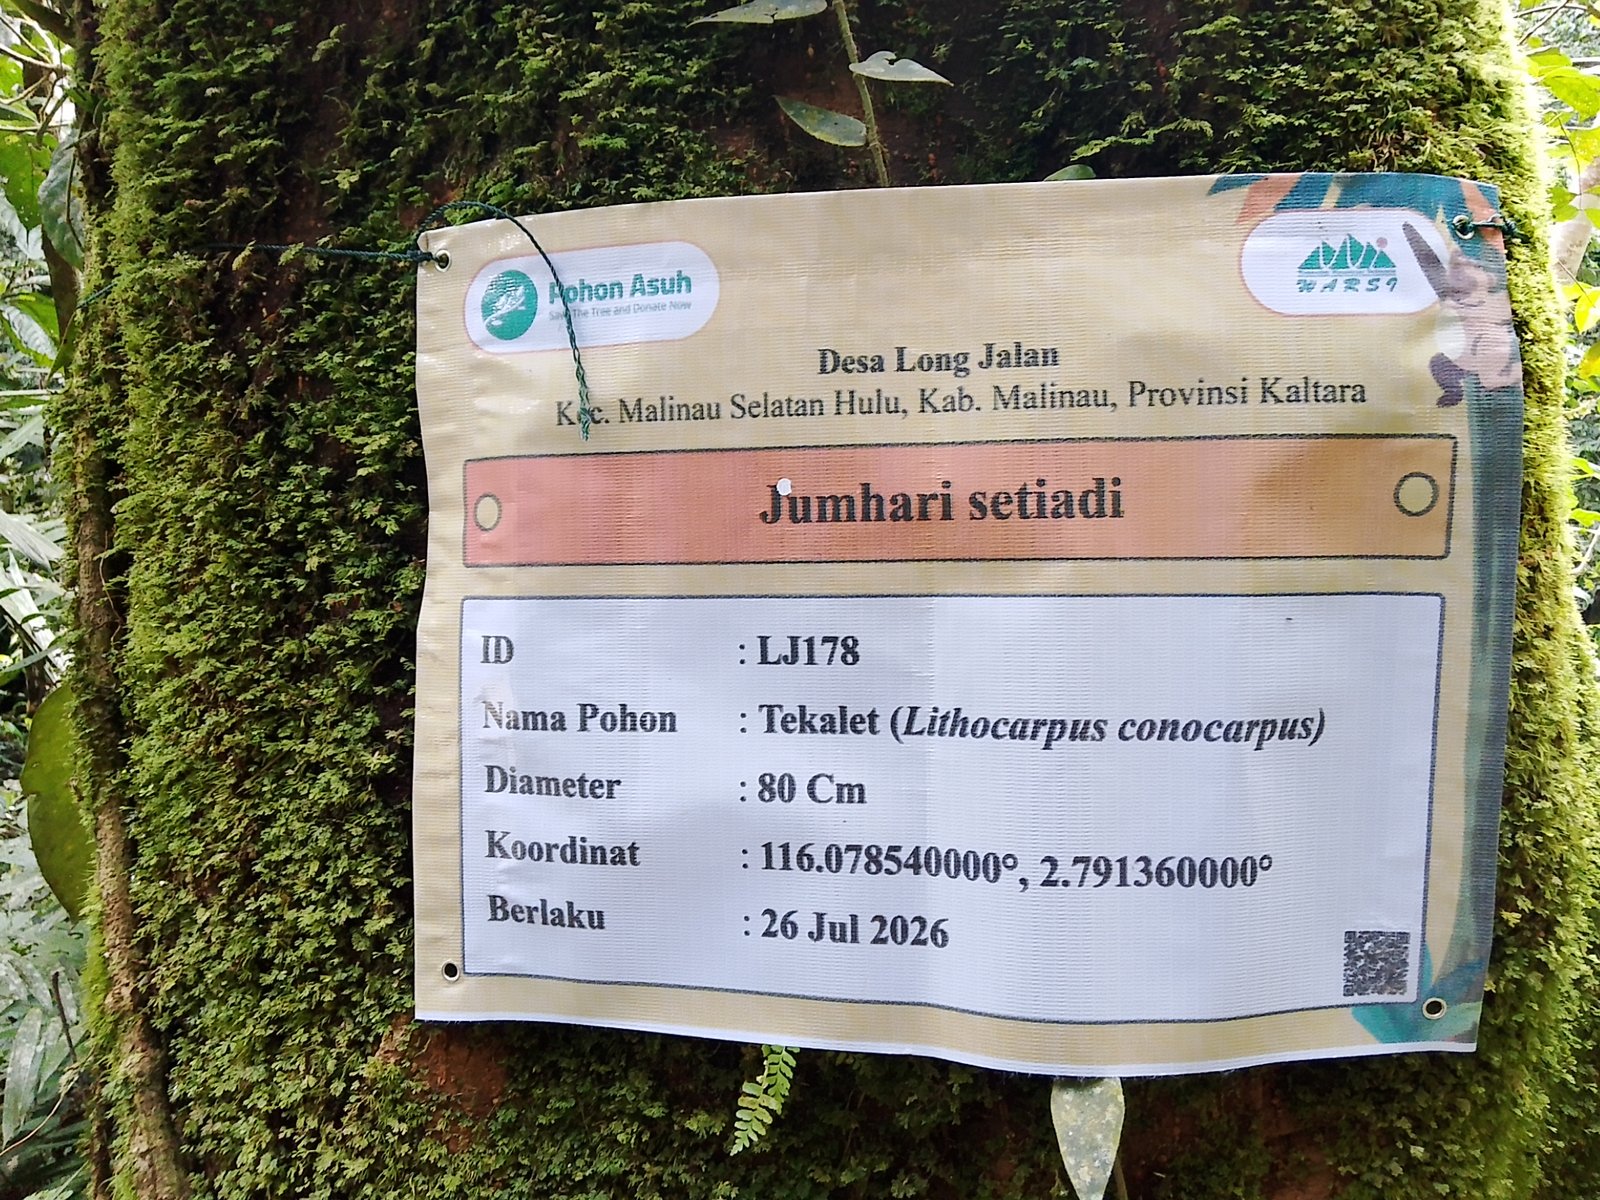 Pohon Asuh
Save The Tree and Donate Now
WARSI
Desa Long Jalan
Kec. Malinau Selatan Hulu, Kab. Malinau, Provinsi Kaltara
Jumhari setiadi
ID : LJ178
Nama Pohon : Tekalet (Lithocarpus conocarpus)
Diameter : 80 Cm
Koordinat : 116.078540000°, 2.791360000°
Berlaku : 26 Jul 2026